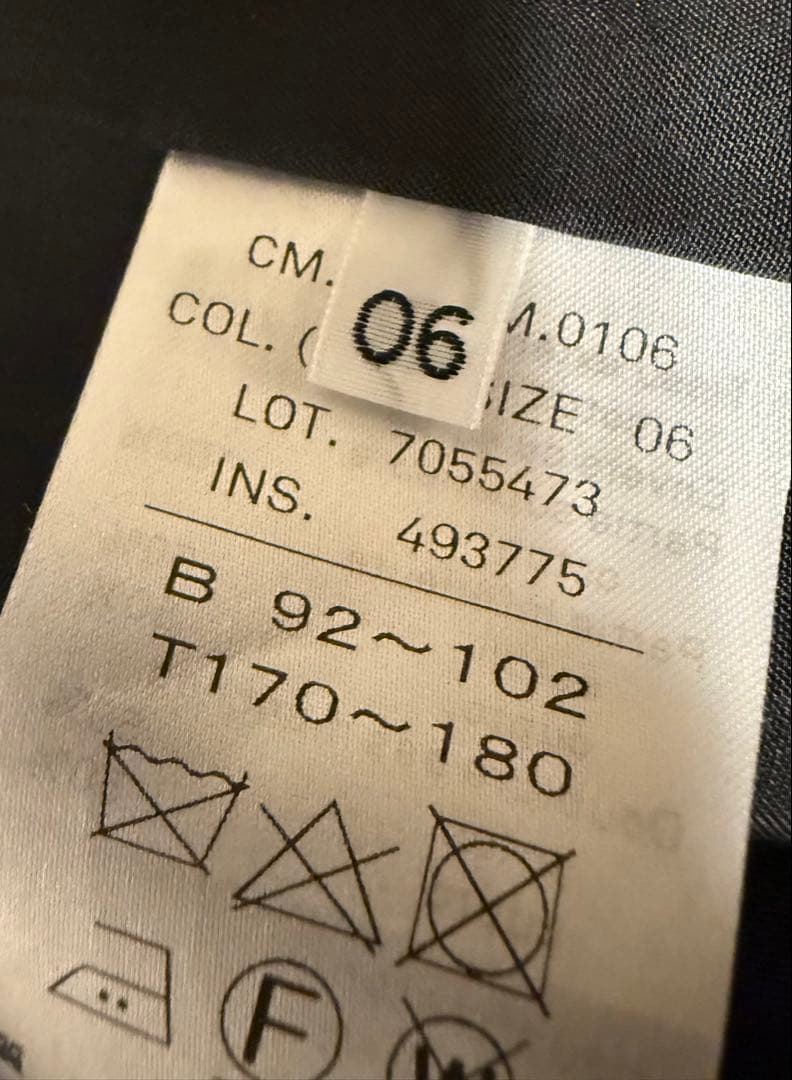 06
CM. M.0106
COL. ( SIZE 06
LOT. 7055473
INS. 493775
B 92~102
T170~180
F
W